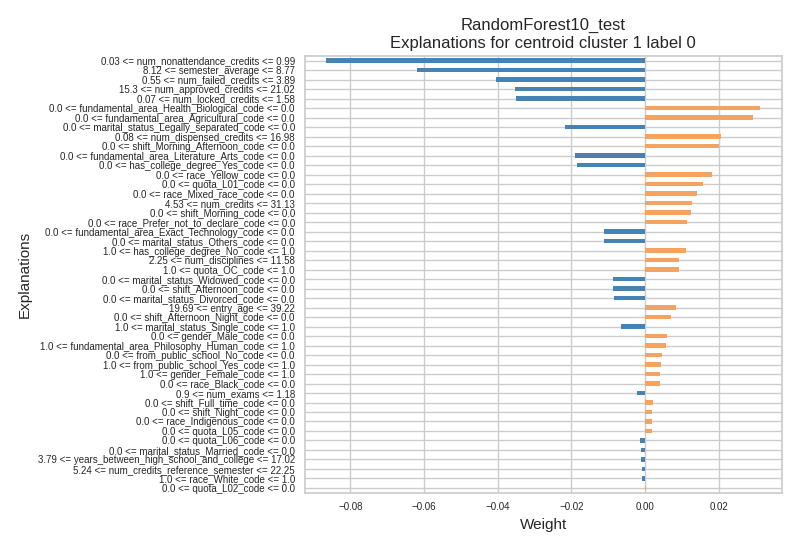 RandomForest10_test
Explanations for centroid cluster 1 label 0
Explanations
0.03 <= num_nonattendance_credits <= 0.99
8.12 <= semester_average <= 8.77
0.55 <= num_failed_credits <= 3.89
15.3 <= num_approved_credits <= 21.02
0.07 <= num_locked_credits <= 1.58
0.0 <= fundamental_area_Health_Biological_code <= 0.0
0.0 <= fundamental_area_Agricultural_code <= 0.0
0.0 <= marital_status_Legally_separated_code <= 0.0
0.08 <= num_dispensed_credits <= 16.98
0.0 <= shift_Morning_Afternoon_code <= 0.0
0.0 <= fundamental_area_Literature_Arts_code <= 0.0
0.0 <= has_college_degree_Yes_code <= 0.0
0.0 <= race_Yellow_code <= 0.0
0.0 <= quota_L01_code <= 0.0
0.0 <= race_Mixed_race_code <= 0.0
4.53 <= num_credits <= 31.13
0.0 <= shift_Morning_code <= 0.0
0.0 <= race_Prefer_not_to_declare_code <= 0.0
0.0 <= fundamental_area_Exact_Technology_code <= 0.0
0.0 <= marital_status_Others_code <= 0.0
1.0 <= has_college_degree_No_code <= 1.0
2.25 <= num_disciplines <= 11.58
1.0 <= quota_OC_code <= 1.0
0.0 <= marital_status_Widowed_code <= 0.0
0.0 <= shift_Afternoon_code <= 0.0
0.0 <= marital_status_Divorced_code <= 0.0
19.69 <= entry_age <= 39.22
0.0 <= shift_Afternoon_Night_code <= 0.0
1.0 <= marital_status_Single_code <= 1.0
0.0 <= gender_Male_code <= 0.0
1.0 <= fundamental_area_Philosophy_Human_code <= 1.0
0.0 <= from_public_school_No_code <= 0.0
1.0 <= from_public_school_Yes_code <= 1.0
1.0 <= gender_Female_code <= 1.0
0.0 <= race_Black_code <= 0.0
0.9 <= num_exams <= 1.18
0.0 <= shift_Full_time_code <= 0.0
0.0 <= shift_Night_code <= 0.0
0.0 <= race_Indigenous_code <= 0.0
0.0 <= quota_L05_code <= 0.0
0.0 <= quota_L06_code <= 0.0
0.0 <= marital_status_Married_code <= 0.0
3.79 <= years_between_high_school_and_college <= 17.02
5.24 <= num_credits_reference_semester <= 22.25
1.0 <= race_White_code <= 1.0
0.0 <= quota_L02_code <= 0.0
−0.08 −0.06 −0.04 −0.02 0.00 0.02
Weight